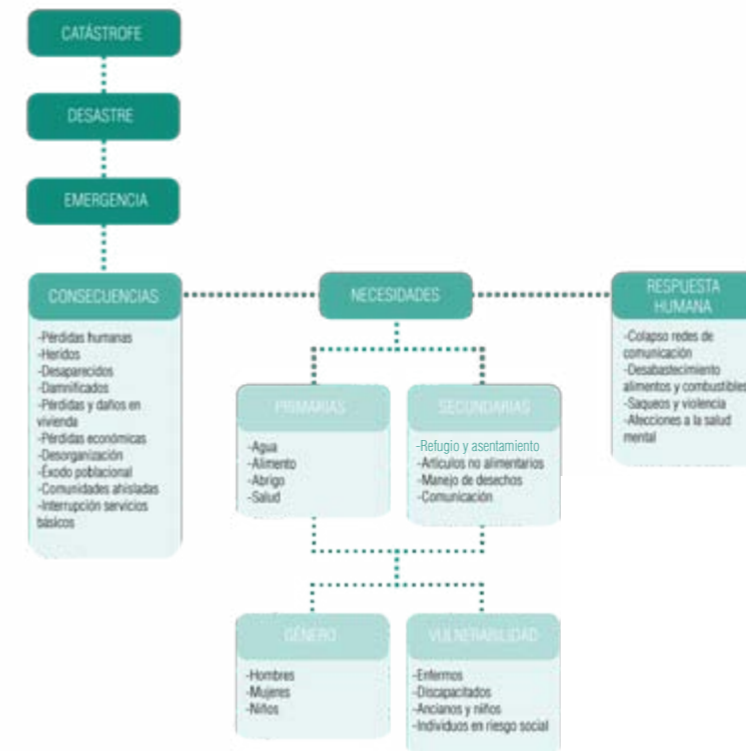 CATÁSTROFE
DESASTRE
EMERGENCIA
CONSECUENCIAS
-Pérdidas humanas
-Heridos
-Desaparecidos
-Damnificados
-Pérdidas y daños en
vivienda
-Pérdidas económicas
-Desorganización
-Éxodo poblacional
-Comunidades ahisladas
-Interrupción servicios
básicos
NECESIDADES
RESPUESTA
HUMANA
-Colapso redes de
comunicación
-Desabastecimiento
alimentos y combustibles
-Saqueos y violencia
-Afecciones a la salud
mental
PRIMARIAS
-Agua
-Alimento
-Abrigo
-Salud
SECUNDARIAS
-Refugio y asentamiento
-Artículos no alimentarios
-Manejo de desechos
-Comunicación
GÉNERO
-Hombres
-Mujeres
-Niños
VULNERABILIDAD
-Enfermos
-Discapacitados
-Ancianos y niños
-Individuos en riesgo social